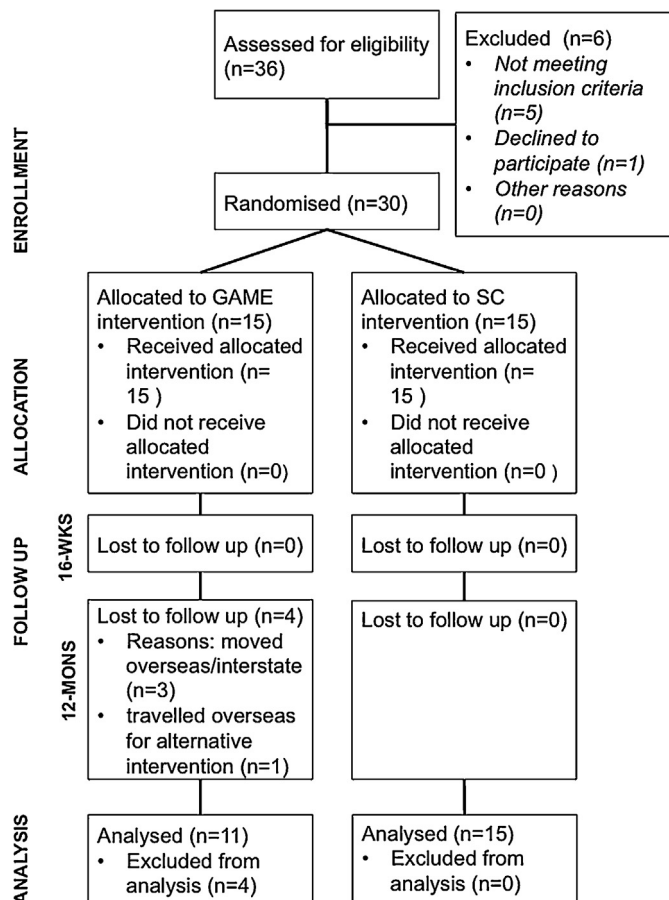 Assessed for eligibility
(n=36)
Excluded (n=6)
• Not meeting
inclusion criteria
(n=5)
• Declined to
participate (n=1)
• Other reasons
(n=0)
ENROLLMENT
Randomised (n=30)
ALLOCATION
Allocated to GAME
intervention (n=15)
• Received allocated
intervention (n=
15 )
• Did not receive
allocated
intervention (n=0)
Allocated to SC
intervention (n=15)
• Received allocated
intervention (n=
15 )
• Did not receive
allocated
intervention (n=0 )
FOLLOW UP
16-WKS
Lost to follow up (n=0)
Lost to follow up (n=0)
12-MONS
Lost to follow up (n=4)
• Reasons: moved
overseas/interstate
(n=3)
• travelled overseas
for alternative
intervention (n=1)
Lost to follow up (n=0)
ANALYSIS
Analysed (n=11)
• Excluded from
analysis (n=4)
Analysed (n=15)
• Excluded from
analysis (n=0)